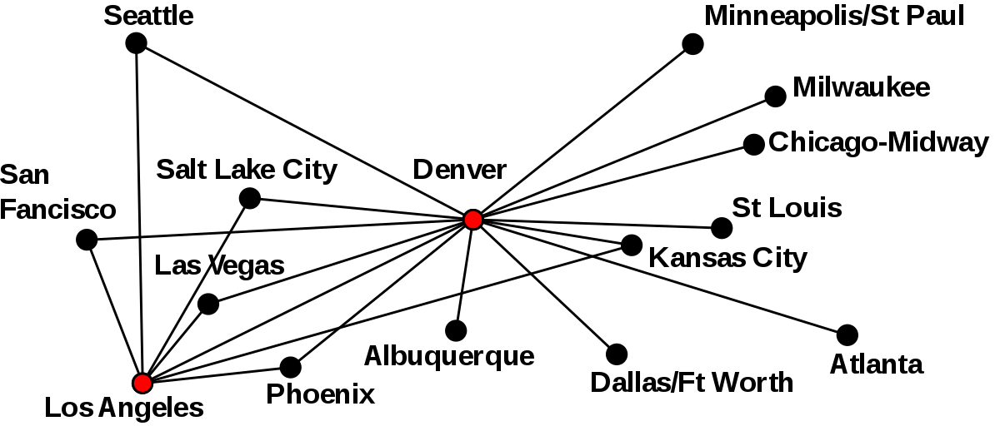 Seattle
Minneapolis/St Paul
Milwaukee
Chicago-Midway
Salt Lake City
Denver
San
Fancisco
St Louis
Kansas City
Las Vegas
Albuquerque
Atlanta
Dallas/Ft Worth
Phoenix
Los Angeles